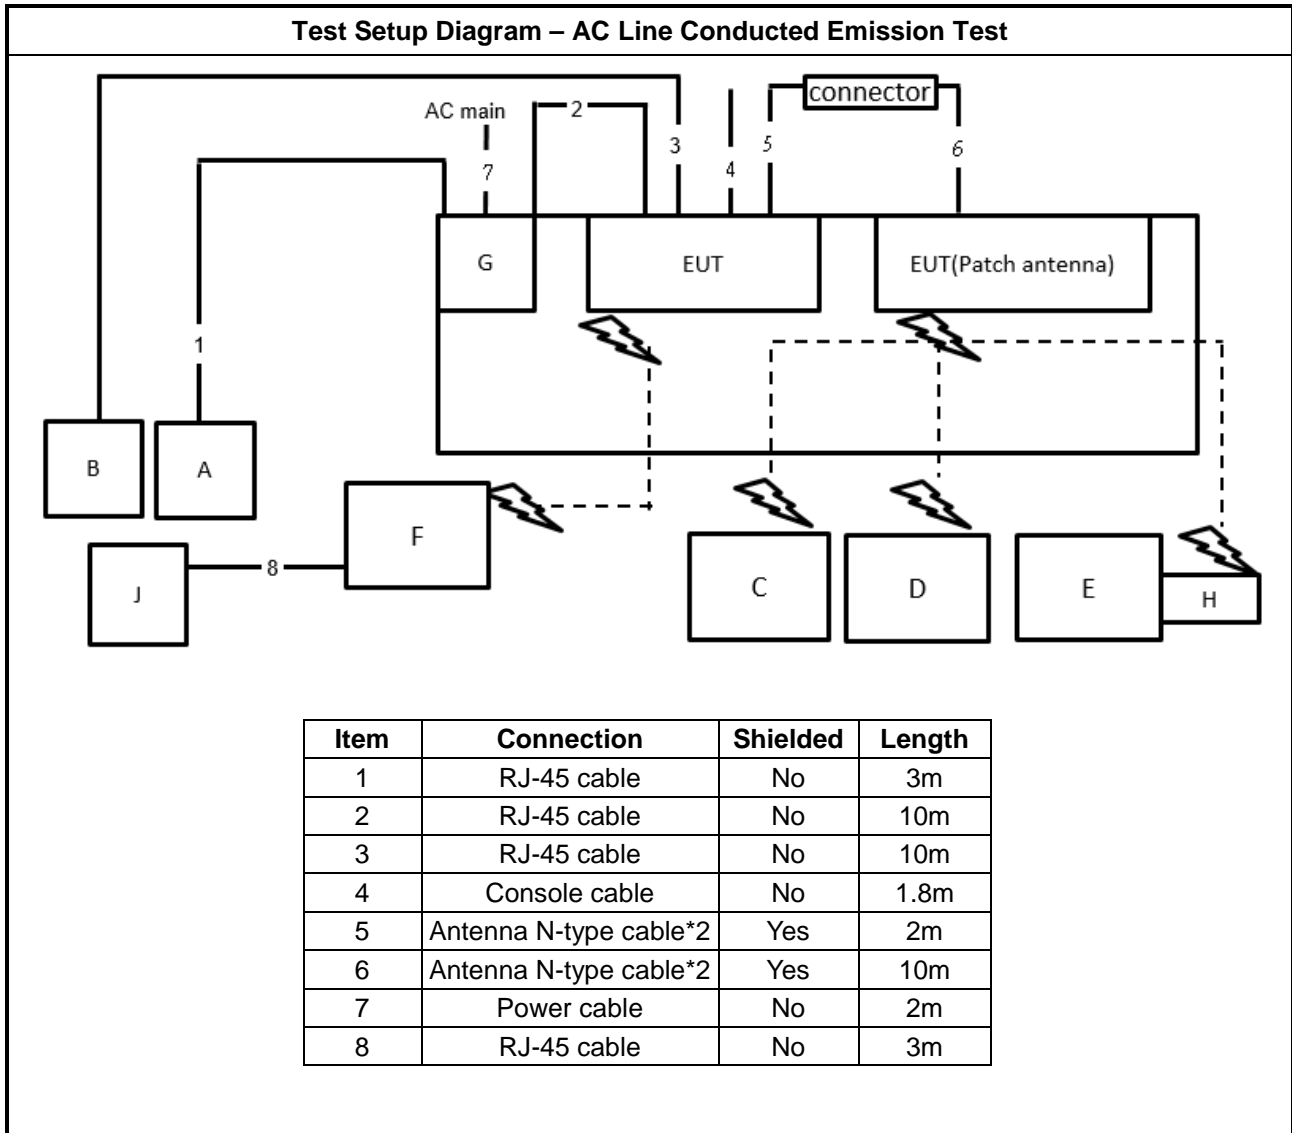 Test Setup Diagram – AC Line Conducted Emission Test
connector
AC main
2
3
5
6
7
4
G
EUT
EUT(Patch antenna)
1
B
A
F
C
D
E
H
J
8
Item Connection Shielded Length
1 RJ-45 cable No 3m
2 RJ-45 cable No 10m
3 RJ-45 cable No 10m
4 Console cable No 1.8m
5 Antenna N-type cable*2 Yes 2m
6 Antenna N-type cable*2 Yes 10m
7 Power cable No 2m
8 RJ-45 cable No 3m